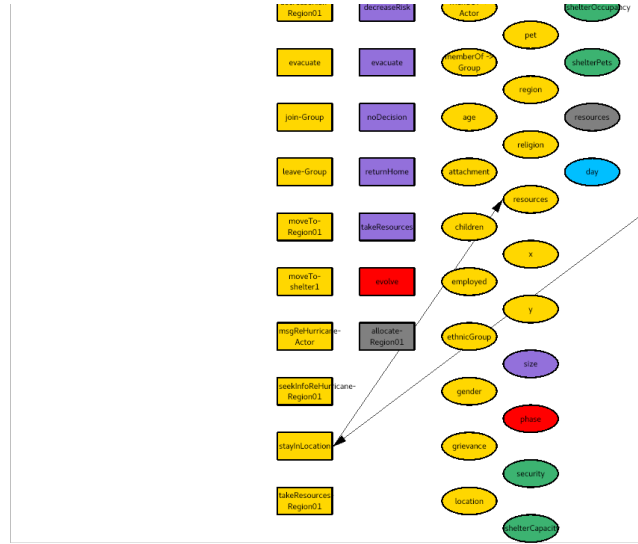 Region01
decreaseRisk
Actor
shelterOccupancy
pet
evacuate
evacuate
memberOf ->
Group
shelterPets
region
join-Group
noDecision
age
resources
religion
leave-Group
returnHome
attachment
day
resources
moveTo-
Region01
takeResources
children
x
moveTo-
shelter1
evolve
employed
y
msgReHurricane-
Actor
allocate-
Region01
ethnicGroup
size
seekInfoReHurricane-
Region01
gender
phase
stayInLocation
grievance
security
takeResources
Region01
location
shelterCapacity